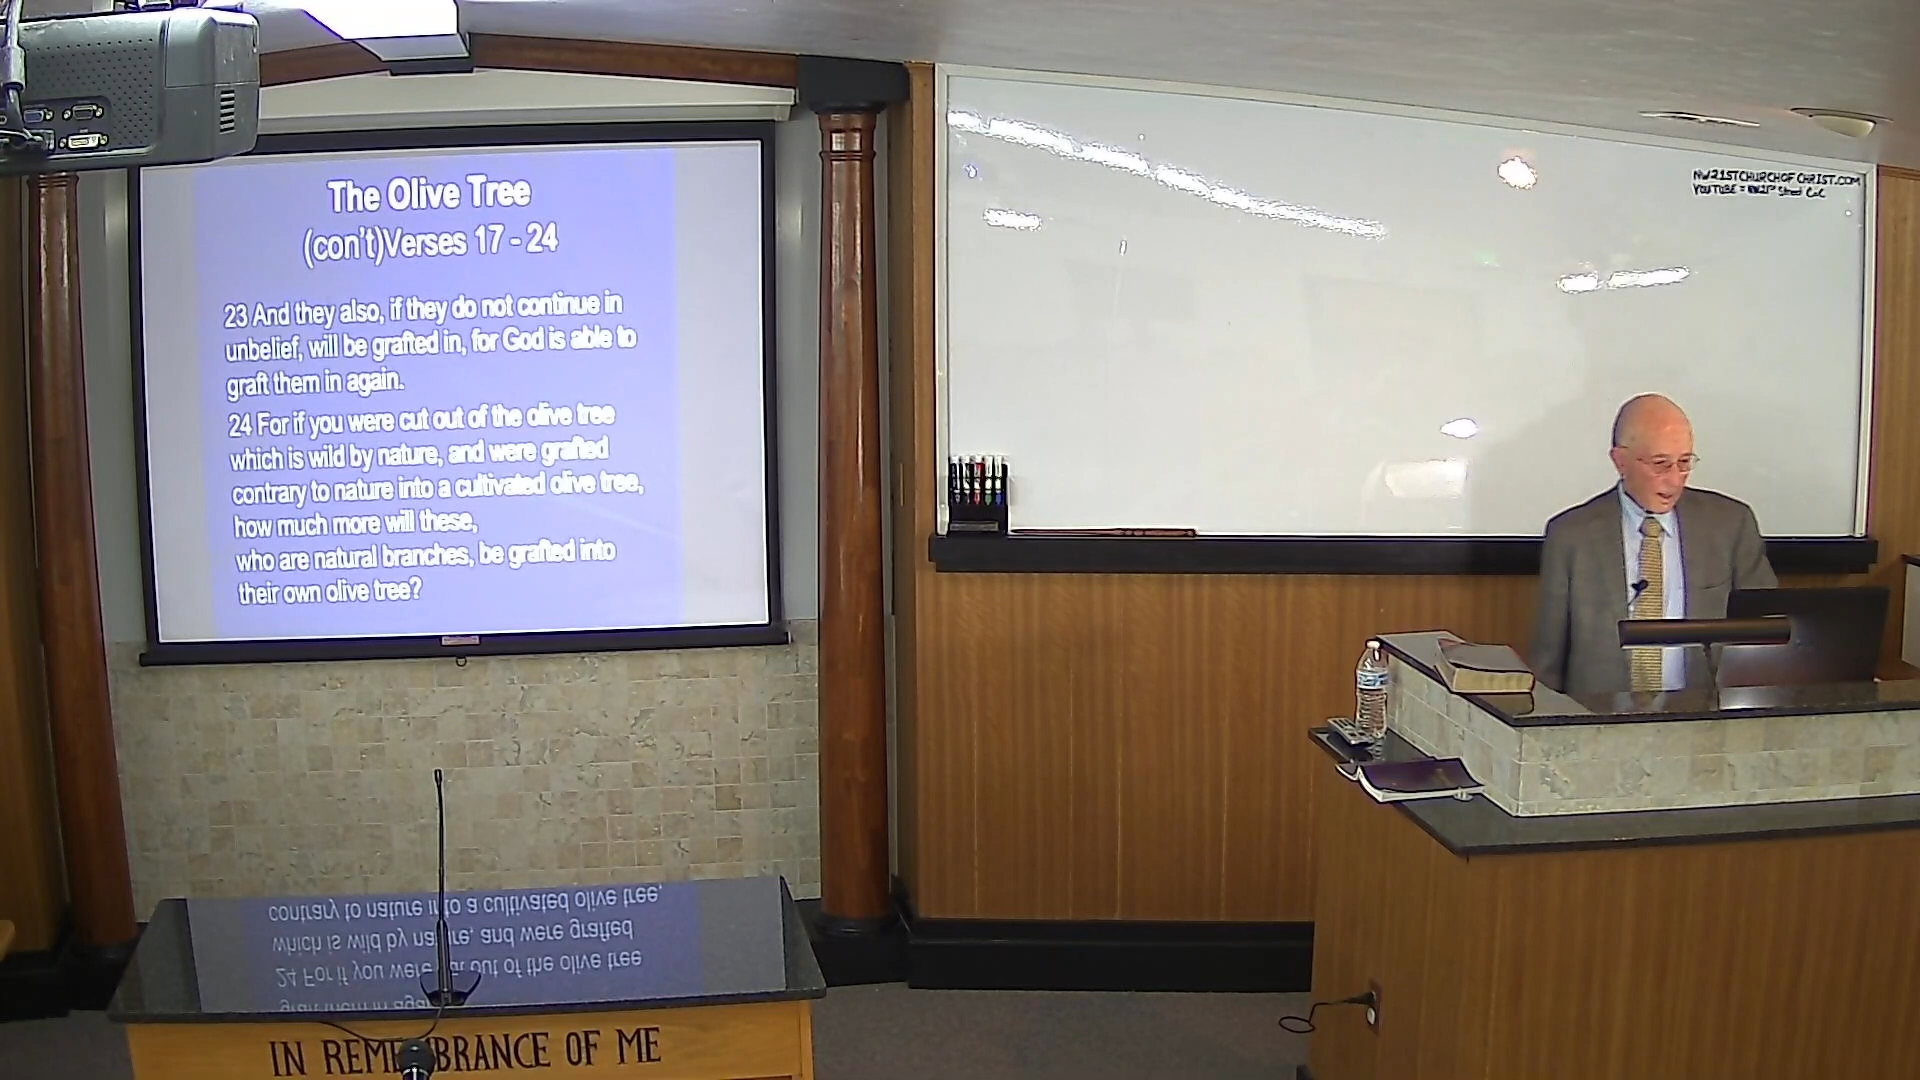 The Olive Tree
(con't)Verses 17 - 24
23 And they also, if they do not continue in
unbelief, will be grafted in, for God is able to
graft them in again.
24 For if you were cut out of the olive tree
which is wild by nature, and were grafted
contrary to nature into a cultivated olive tree,
how much more will these,
who are natural branches, be grafted into
their own olive tree?
NW21STCHURCHOFCHRIST.COM
YOUTUBE = NW21st Street CoC
IN REMEMBRANCE OF ME